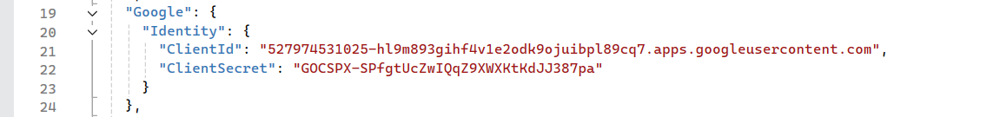 19 "Google": {
20 "Identity": {
21 "ClientId": "527974531025-hl9m893gihf4v1e2odk9ojuibpl89cq7.apps.googleusercontent.com",
22 "ClientSecret": "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"
23 }
24 },